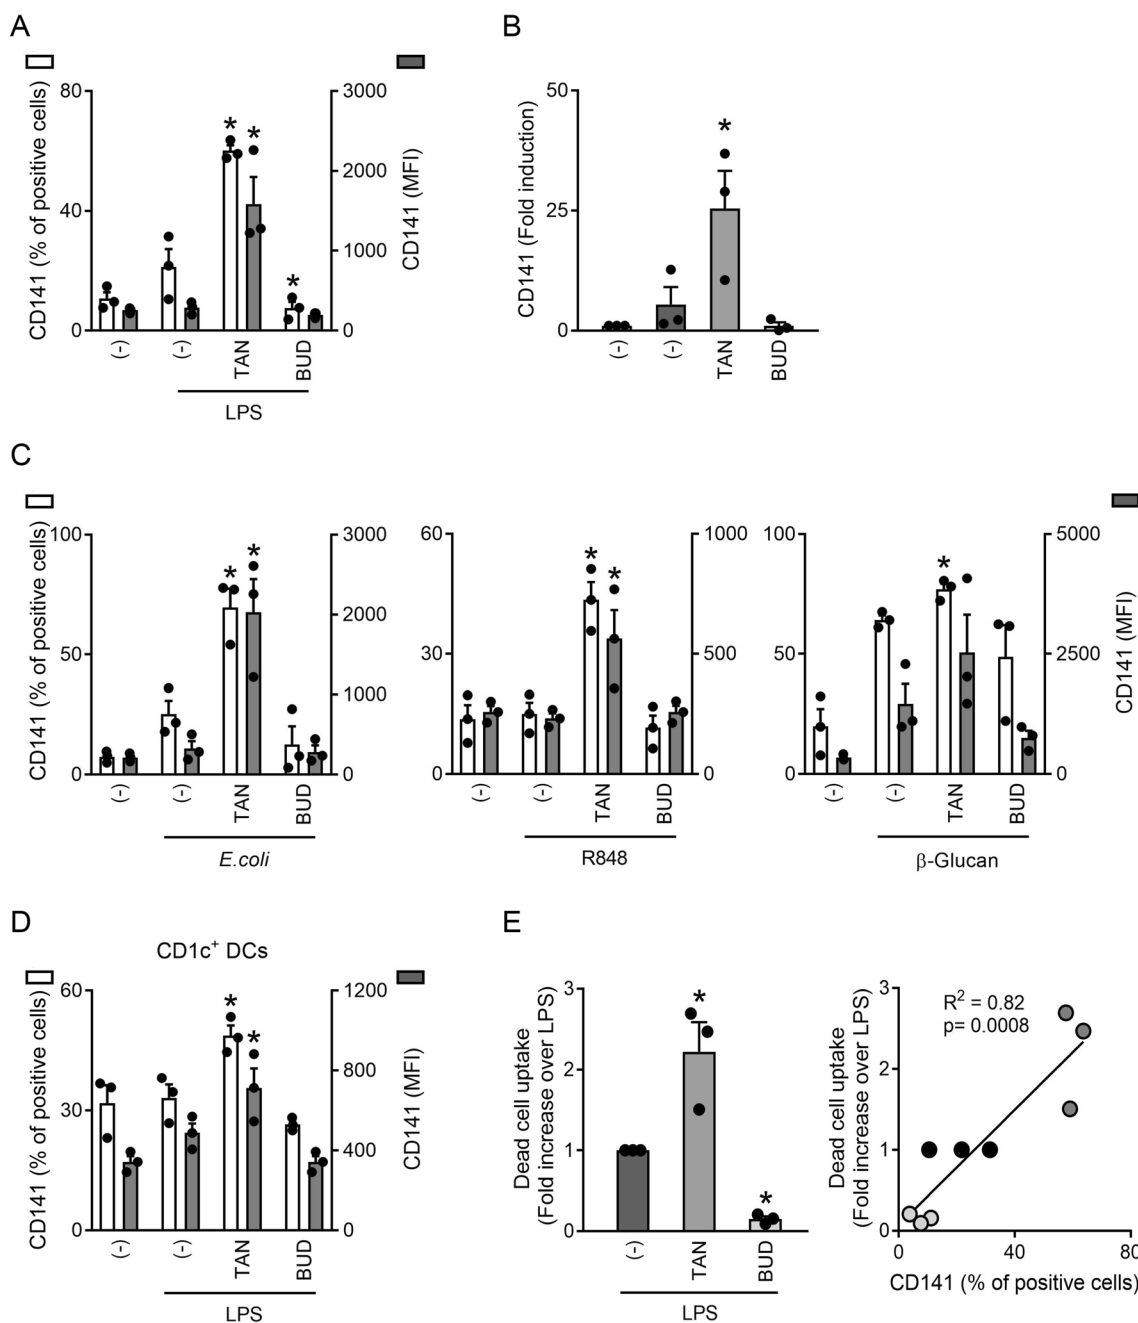 A
CD141 (% of positive cells)
80
40
0
3000
2000
1000
0
CD141 (MFI)
* * *
(-)
(-)
TAN
BUD
LPS
B
CD141 (Fold induction)
50
25
0
*
(-)
(-)
TAN
BUD
C
CD141 (% of positive cells)
100
50
0
3000
2000
1000
0
* *
(-)
(-)
TAN
BUD
E.coli
60
30
0
1000
500
0
* *
(-)
(-)
TAN
BUD
R848
100
50
0
5000
2500
0
CD141 (MFI)
*
(-)
(-)
TAN
BUD
β-Glucan
D
CD1c⁺ DCs
CD141 (% of positive cells)
60
30
0
1200
800
400
0
CD141 (MFI)
* *
(-)
(-)
TAN
BUD
LPS
E
Dead cell uptake
(Fold increase over LPS)
3
2
1
0
*
*
(-)
TAN
BUD
LPS
Dead cell uptake
(Fold increase over LPS)
3
2
1
0
R² = 0.82
p= 0.0008
0
40
80
CD141 (% of positive cells)